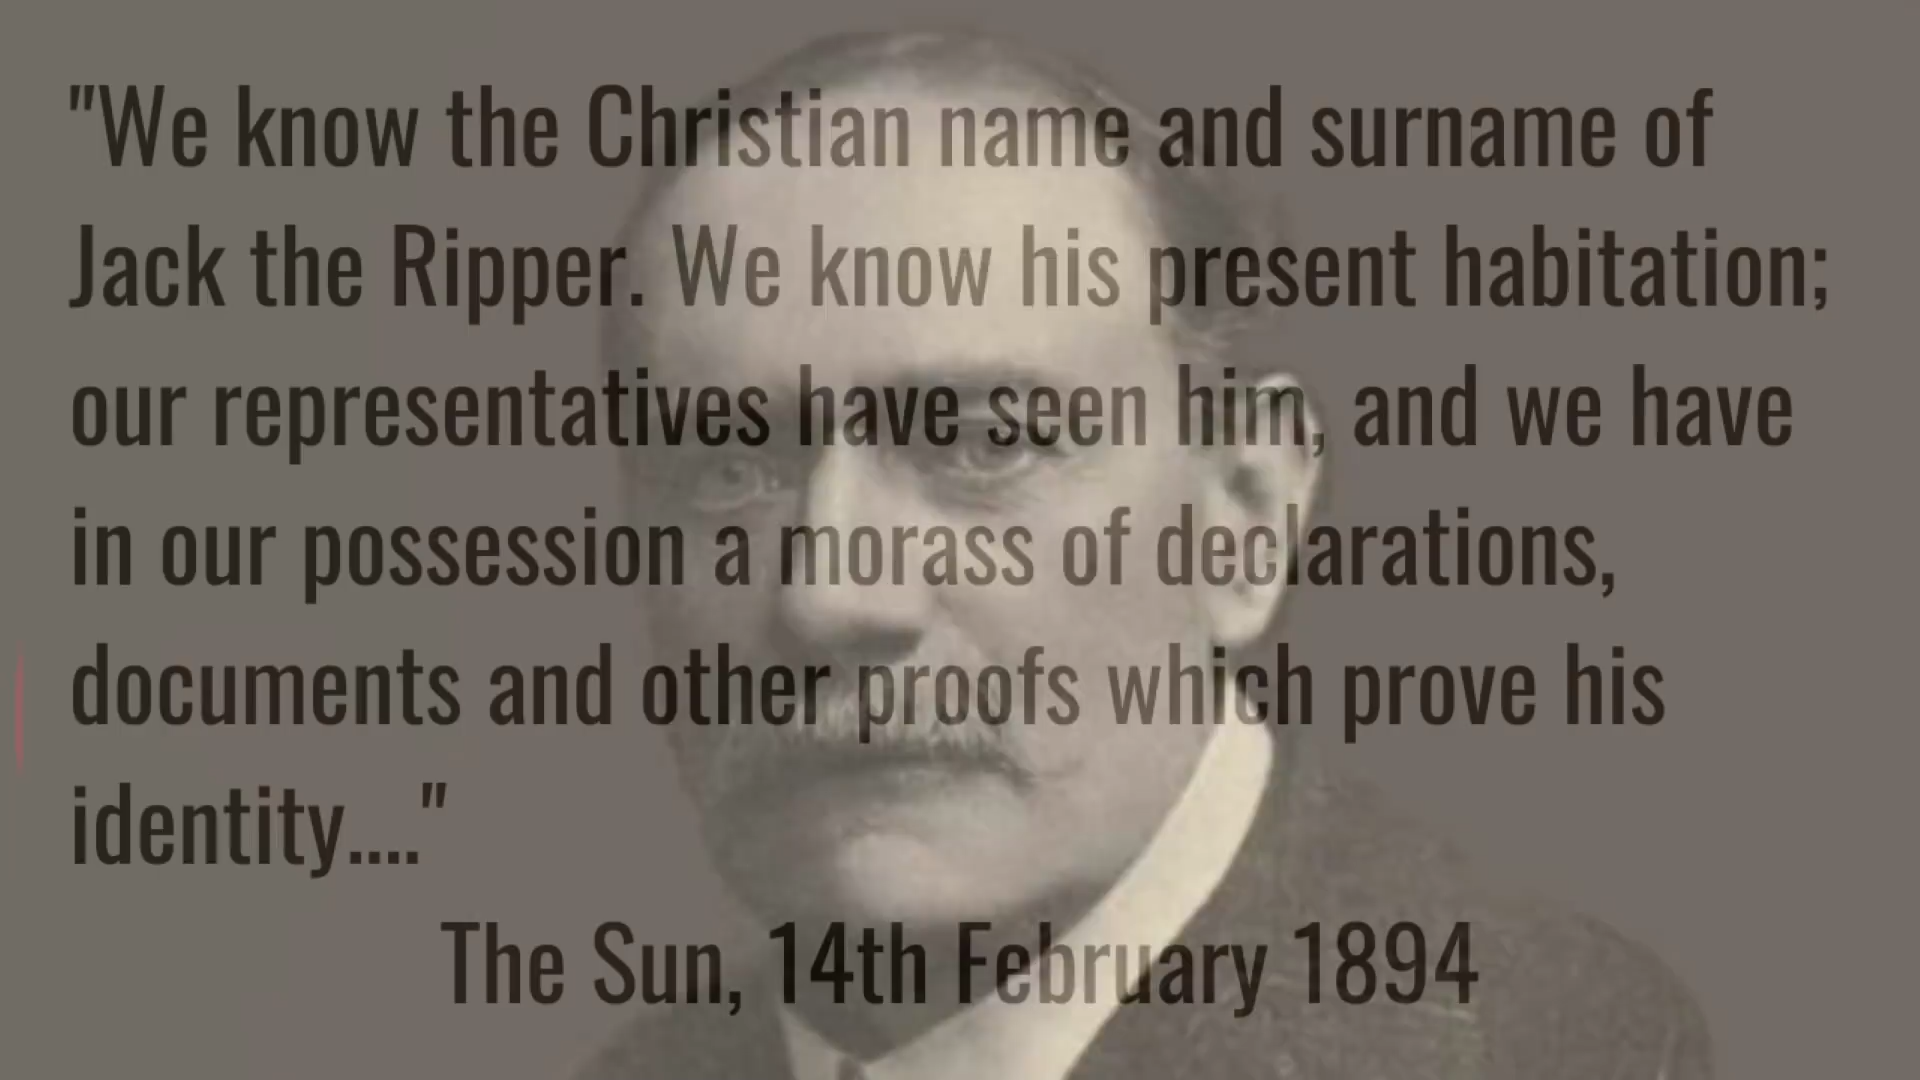 "We know the Christian name and surname of
Jack the Ripper. We know his present habitation;
our representatives have seen him, and we have
in our possession a morass of declarations,
documents and other proofs which prove his
identity...."
The Sun, 14th February 1894